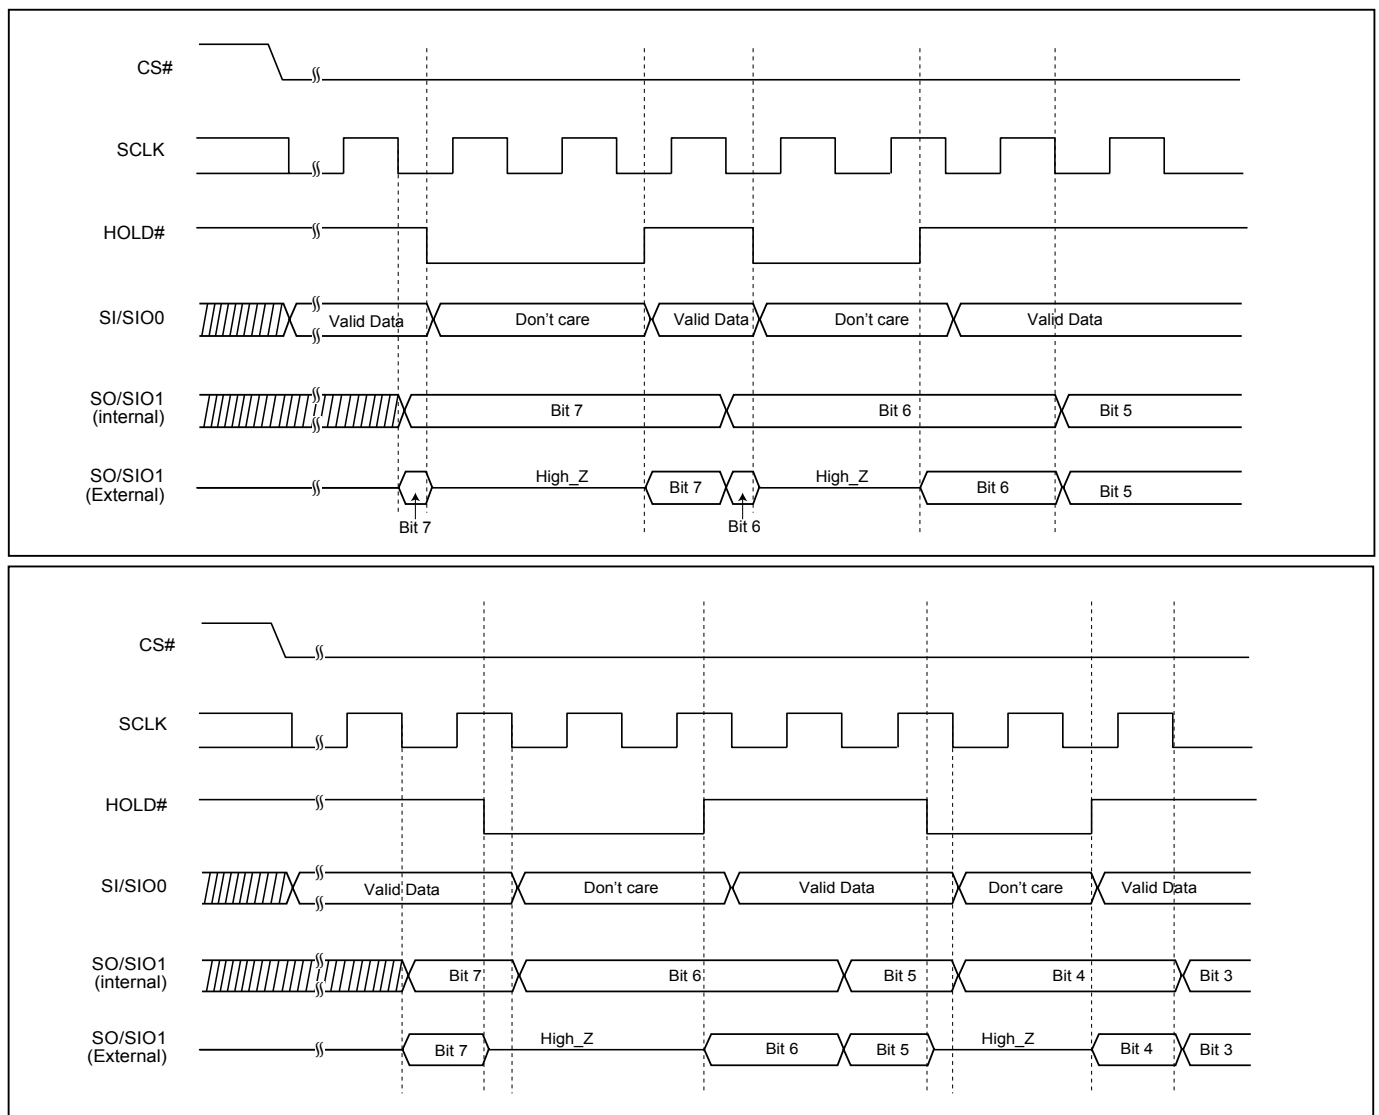 CS#
SCLK
HOLD#
SI/SIO0
Valid Data
Don't care
Valid Data
Don't care
Valid Data
SO/SIO1
(internal)
Bit 7
Bit 6
Bit 5
SO/SIO1
(External)
High_Z
Bit 7
High_Z
Bit 6
Bit 5
Bit 7
Bit 6
CS#
SCLK
HOLD#
SI/SIO0
Valid Data
Don't care
Valid Data
Don't care
Valid Data
SO/SIO1
(internal)
Bit 7
Bit 6
Bit 5
Bit 4
Bit 3
SO/SIO1
(External)
Bit 7
High_Z
Bit 6
Bit 5
High_Z
Bit 4
Bit 3